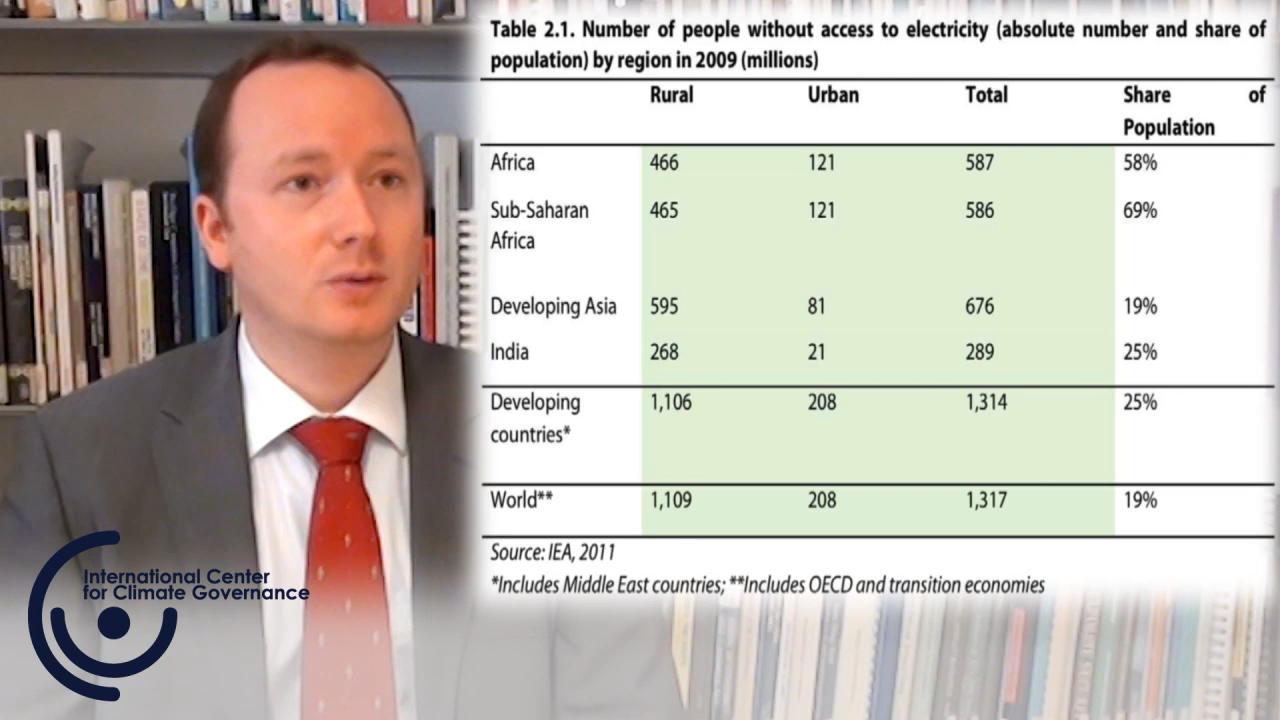 Table 2.1. Number of people without access to electricity (absolute number and share of
population) by region in 2009 (millions)
Rural Urban Total Share of
Population
Africa 466 121 587 58%
Sub-Saharan 465 121 586 69%
Africa
Developing Asia 595 81 676 19%
India 268 21 289 25%
Developing 1,106 208 1,314 25%
countries*
World** 1,109 208 1,317 19%
Source: IEA, 2011
*Includes Middle East countries; **Includes OECD and transition economies
International Center
for Climate Governance